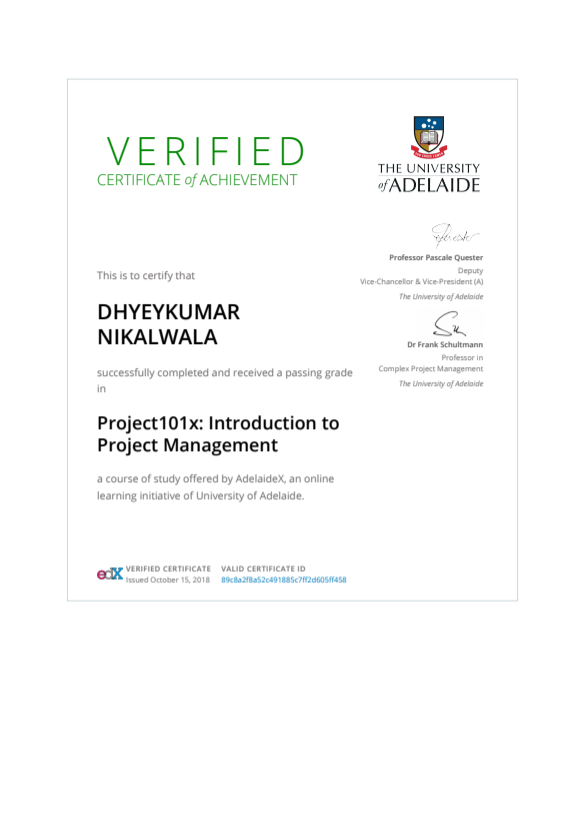 VERIFIED
CERTIFICATE of ACHIEVEMENT
THE UNIVERSITY
of ADELAIDE
This is to certify that
DHYEYKUMAR
NIKALWALA
successfully completed and received a passing grade
in
Project101x: Introduction to
Project Management
a course of study offered by AdelaideX, an online
learning initiative of University of Adelaide.
Professor Pascale Quester
Deputy
Vice-Chancellor & Vice-President (A)
The University of Adelaide
Dr Frank Schultmann
Professor in
Complex Project Management
The University of Adelaide
edX
VERIFIED CERTIFICATE
Issued October 15, 2018
VALID CERTIFICATE ID
89c8a2f8a52c491885c7ff2d605ff458